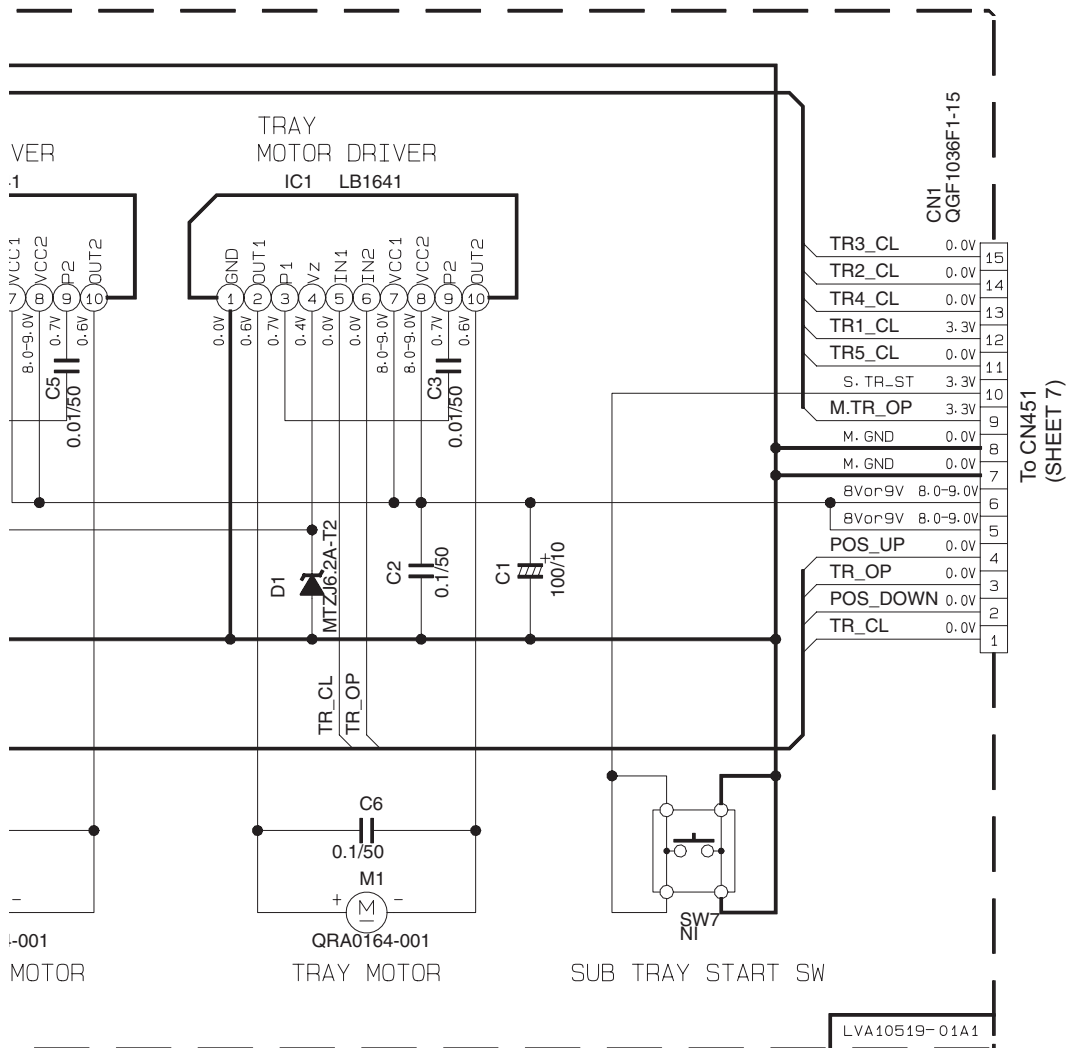 VER
TRAY
MOTOR DRIVER
IC1 LB1641
VCC1
VCC2
P2
OUT2
7
8
9
10
8.0-9.0V
0.7V
0.6V
C5
0.01/50
GND
OUT1
P1
VZ
IN1
IN2
VCC1
VCC2
P2
OUT2
1
2
3
4
5
6
7
8
9
10
0.0V
0.6V
0.7V
0.4V
0.0V
0.0V
8.0-9.0V
8.0-9.0V
0.7V
0.6V
C3
0.01/50
CN1
QGF1036F1-15
TR3_CL 0.0V 15
TR2_CL 0.0V 14
TR4_CL 0.0V 13
TR1_CL 3.3V 12
TR5_CL 0.0V 11
S.TR_ST 3.3V 10
M.TR_OP 3.3V 9
M.GND 0.0V 8
M.GND 0.0V 7
8Vor9V 8.0-9.0V 6
8Vor9V 8.0-9.0V 5
POS_UP 0.0V 4
TR_OP 0.0V 3
POS_DOWN 0.0V 2
TR_CL 0.0V 1
To CN451
(SHEET 7)
D1
MTZJ6.2A-T2
C2
0.1/50
C1
+
100/10
TR_CL
TR_OP
C6
0.1/50
M1
+ M -
QRA0164-001
TRAY MOTOR
-
-001
MOTOR
SW7
NI
SUB TRAY START SW
LVA10519-01A1